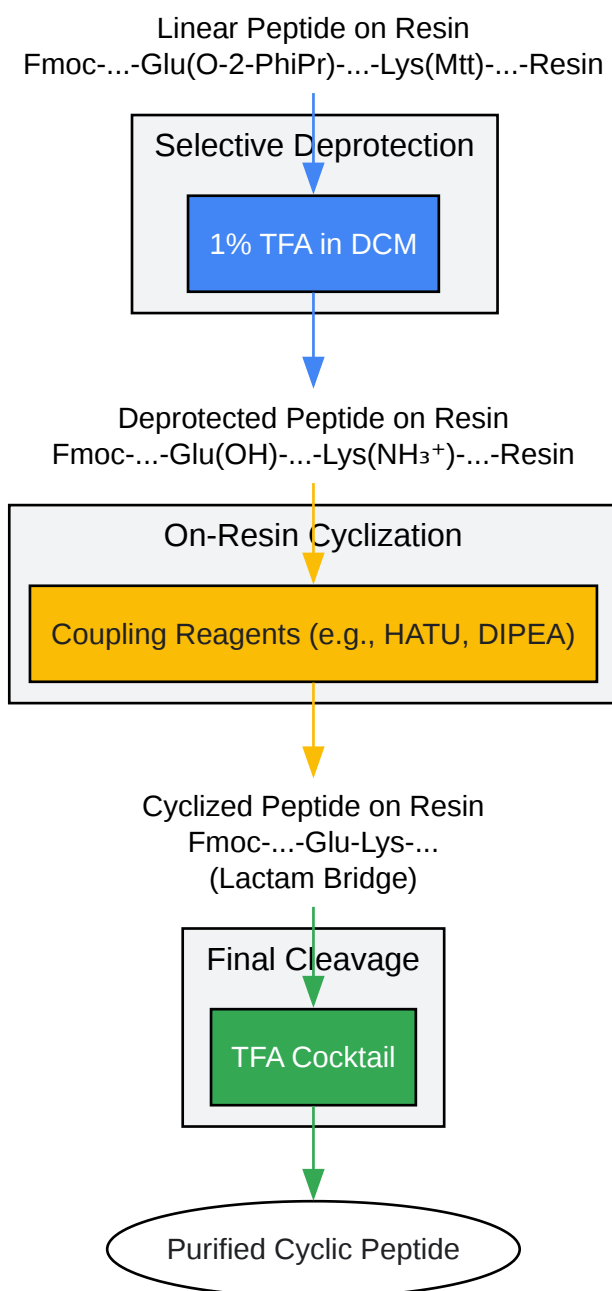 Linear Peptide on Resin
Fmoc-...-Glu(O-2-PhiPr)-...-Lys(Mtt)-...-Resin
Selective Deprotection
1% TFA in DCM
Deprotected Peptide on Resin
Fmoc-...-Glu(OH)-...-Lys(NH₃⁺)-...-Resin
On-Resin Cyclization
Coupling Reagents (e.g., HATU, DIPEA)
Cyclized Peptide on Resin
Fmoc-...-Glu-Lys-...
(Lactam Bridge)
Final Cleavage
TFA Cocktail
Purified Cyclic Peptide